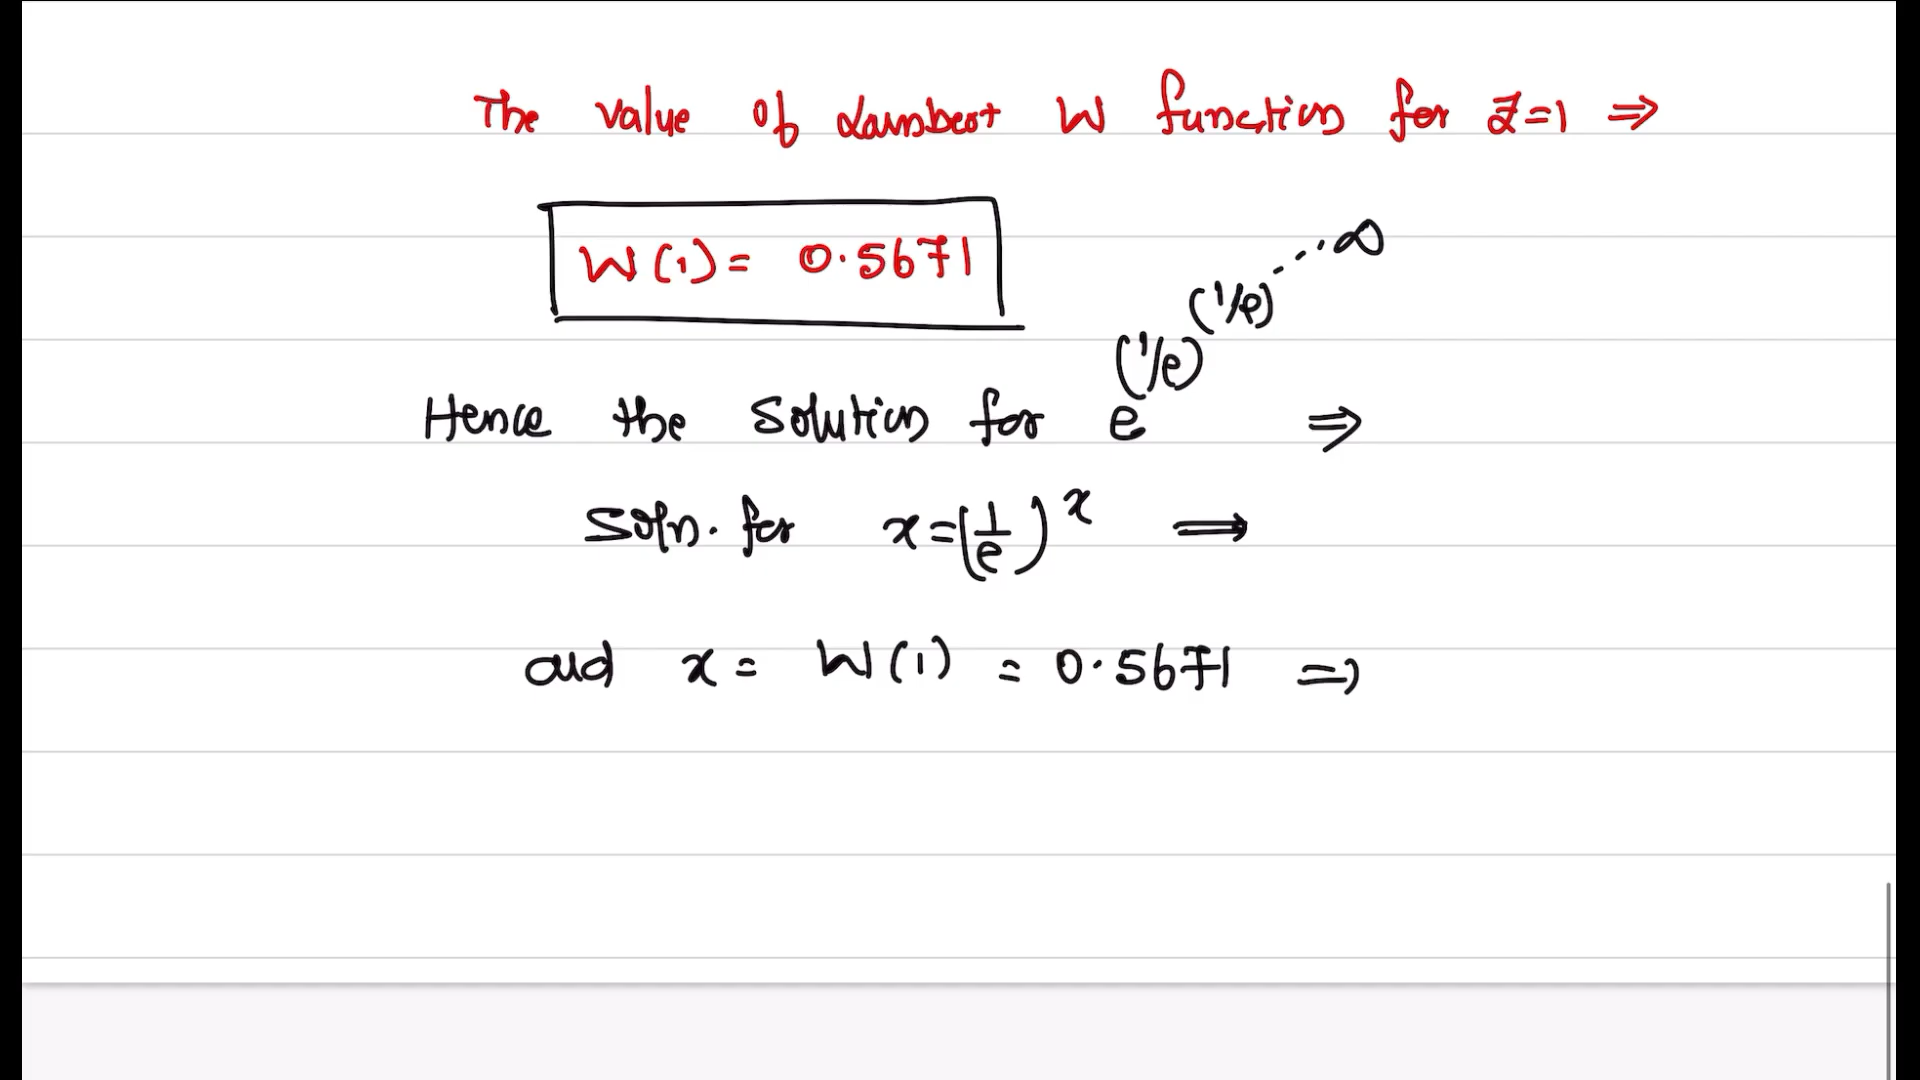 The value of Lambert W function for z=1 ⇒
W(1) = 0.5671
Hence the Solution for e^(1/e)^(1/e)^...∞ ⇒
Soln. for x=(1/e)^x ⇒
and x = W(1) = 0.5671 ⇒